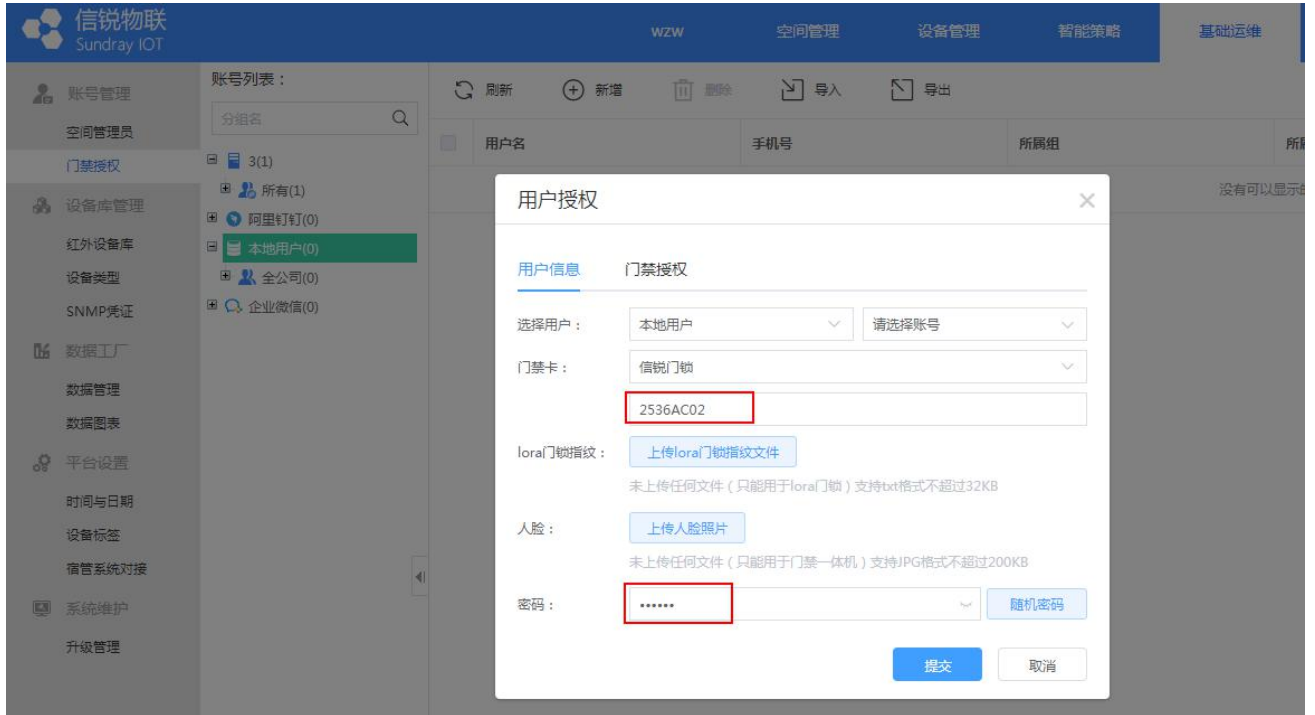 信锐物联
Sundray IOT
wzw
空间管理
设备管理
智能策略
基础运维
账号管理
空间管理员
门禁授权
设备库管理
红外设备库
设备类型
SNMP凭证
数据工厂
数据管理
数据图表
平台设置
时间与日期
设备标签
宿管系统对接
系统维护
升级管理
账号列表：
分组名
3(1)
所有(1)
阿里钉钉(0)
本地用户(0)
全公司(0)
企业微信(0)
刷新
新增
删除
导入
导出
用户名
手机号
所属组
没有可以显示
用户授权
用户信息
门禁授权
选择用户：
本地用户
请选择账号
门禁卡：
信锐门锁
2536AC02
lora门锁指纹：
上传lora门锁指纹文件
未上传任何文件（只能用于lora门锁）支持txt格式不超过32KB
人脸：
上传人脸照片
未上传任何文件（只能用于门禁一体机）支持JPG格式不超过200KB
密码：
••••••
随机密码
提交
取消